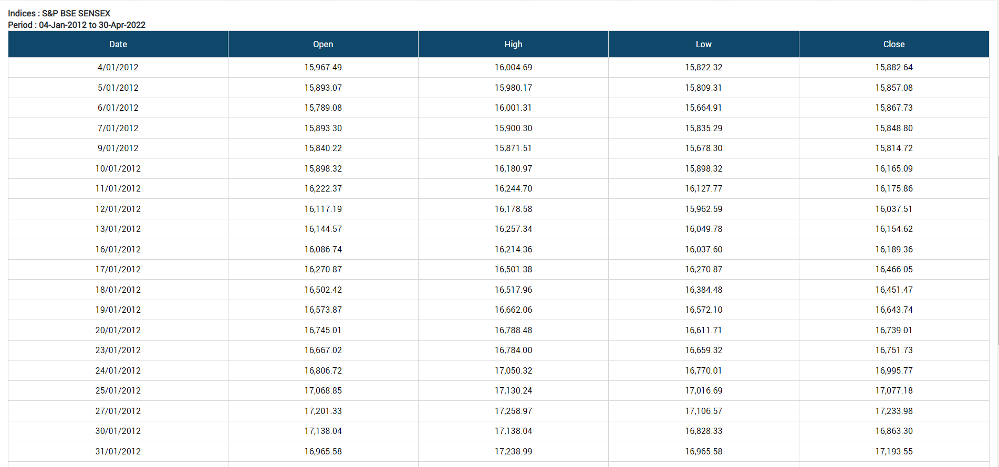 Indices : S&P BSE SENSEX
Period : 04-Jan-2012 to 30-Apr-2022
Date Open High Low Close
4/01/2012 15,967.49 16,004.69 15,822.32 15,882.64
5/01/2012 15,893.07 15,980.17 15,809.31 15,857.08
6/01/2012 15,789.08 16,001.31 15,664.91 15,867.73
7/01/2012 15,893.30 15,900.30 15,835.29 15,848.80
9/01/2012 15,840.22 15,871.51 15,678.30 15,814.72
10/01/2012 15,898.32 16,180.97 15,898.32 16,165.09
11/01/2012 16,222.37 16,244.70 16,127.77 16,175.86
12/01/2012 16,117.19 16,178.58 15,962.59 16,037.51
13/01/2012 16,144.57 16,257.34 16,049.78 16,154.62
16/01/2012 16,086.74 16,214.36 16,037.60 16,189.36
17/01/2012 16,270.87 16,501.38 16,270.87 16,466.05
18/01/2012 16,502.42 16,517.96 16,384.48 16,451.47
19/01/2012 16,573.87 16,662.06 16,572.10 16,643.74
20/01/2012 16,745.01 16,788.48 16,611.71 16,739.01
23/01/2012 16,667.02 16,784.00 16,659.32 16,751.73
24/01/2012 16,806.72 17,050.32 16,770.01 16,995.77
25/01/2012 17,068.85 17,130.24 17,016.69 17,077.18
27/01/2012 17,201.33 17,258.97 17,106.57 17,233.98
30/01/2012 17,138.04 17,138.04 16,828.33 16,863.30
31/01/2012 16,965.58 17,238.99 16,965.58 17,193.55